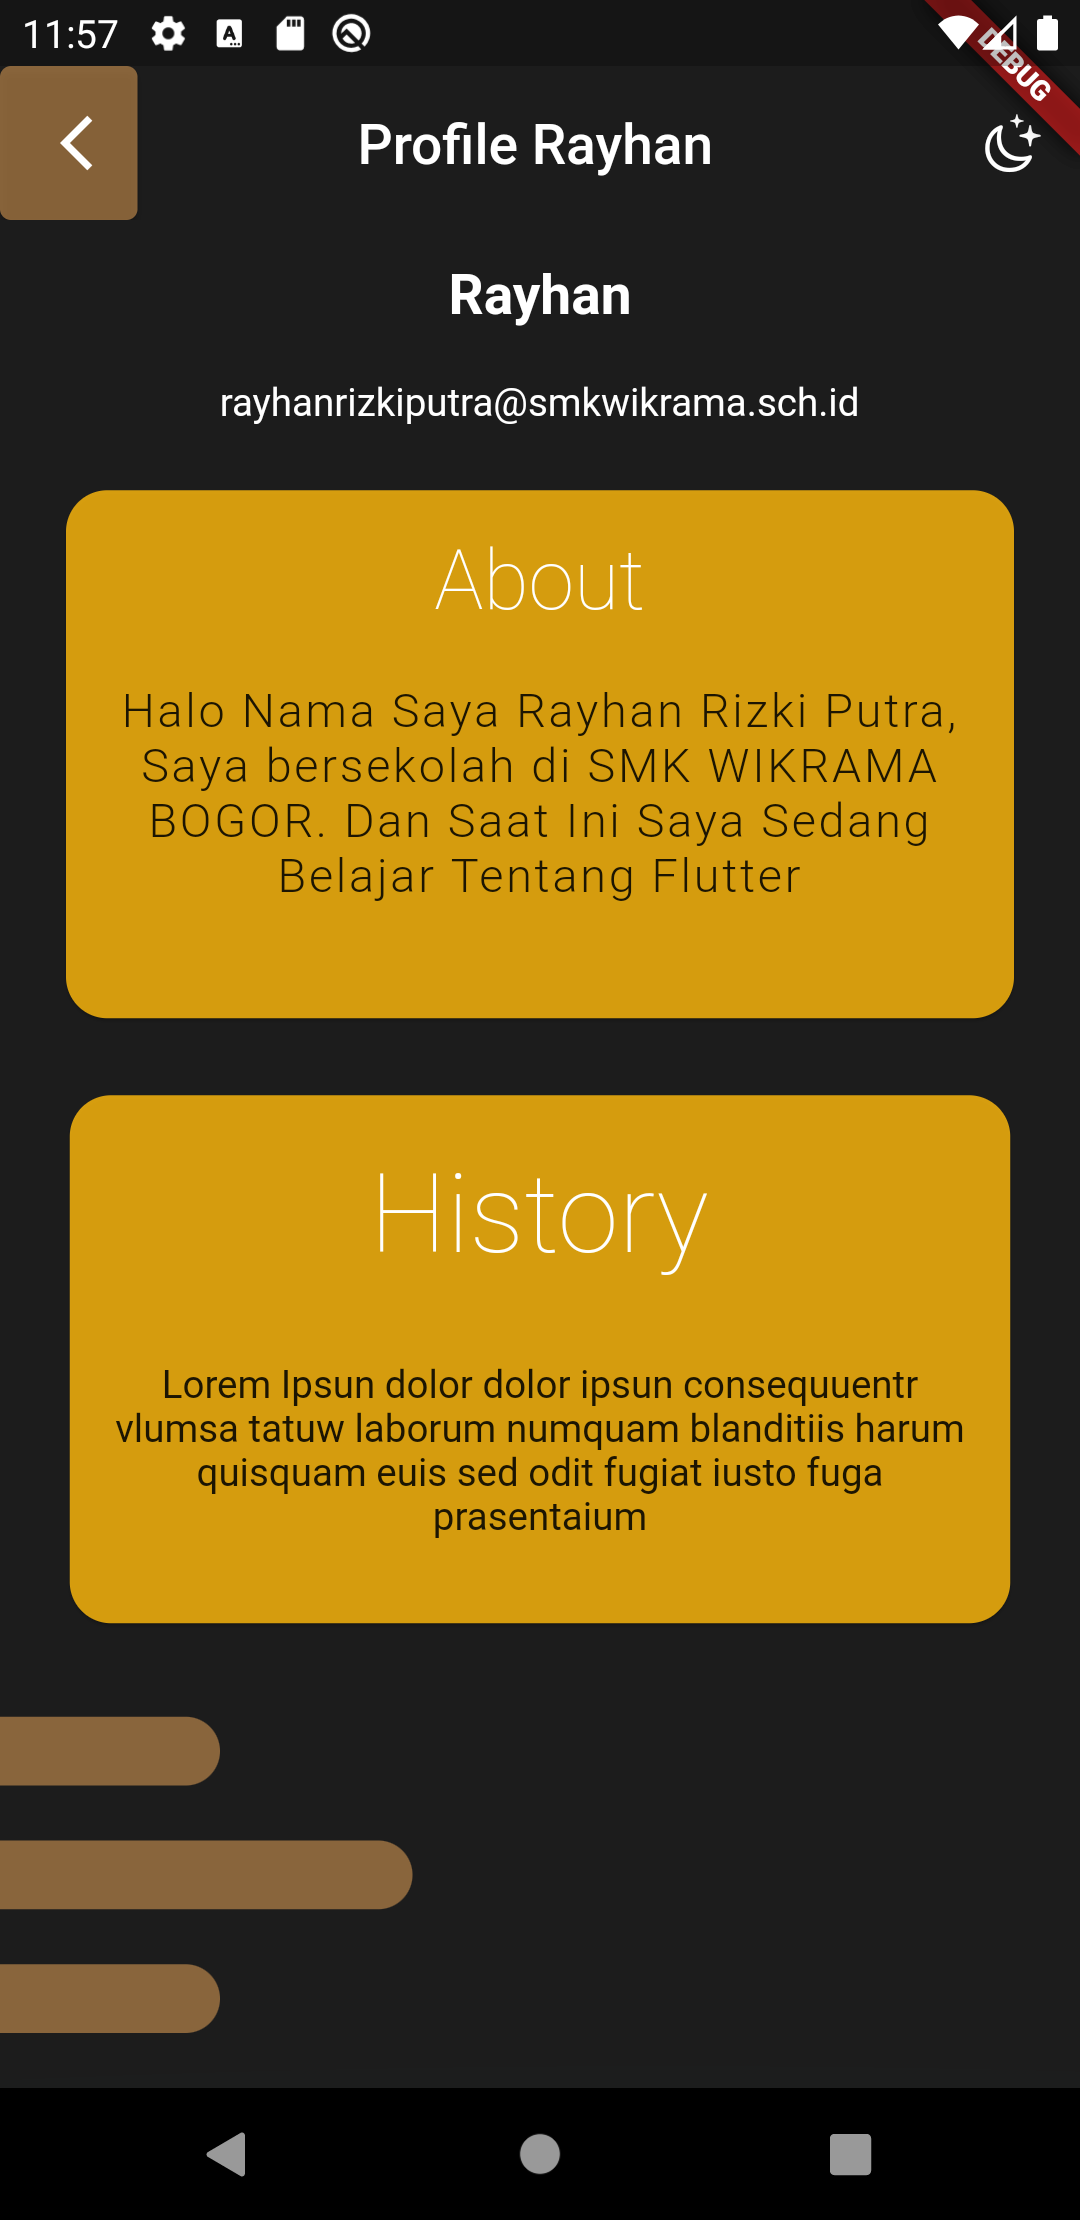 11:57
DEBUG
Profile Rayhan
Rayhan
rayhanrizkiputra@smkwikrama.sch.id
About
Halo Nama Saya Rayhan Rizki Putra,
Saya bersekolah di SMK WIKRAMA
BOGOR. Dan Saat Ini Saya Sedang
Belajar Tentang Flutter
History
Lorem Ipsun dolor dolor ipsun consequuentr
vlumsa tatuw laborum numquam blanditiis harum
quisquam euis sed odit fugiat iusto fuga
prasentaium